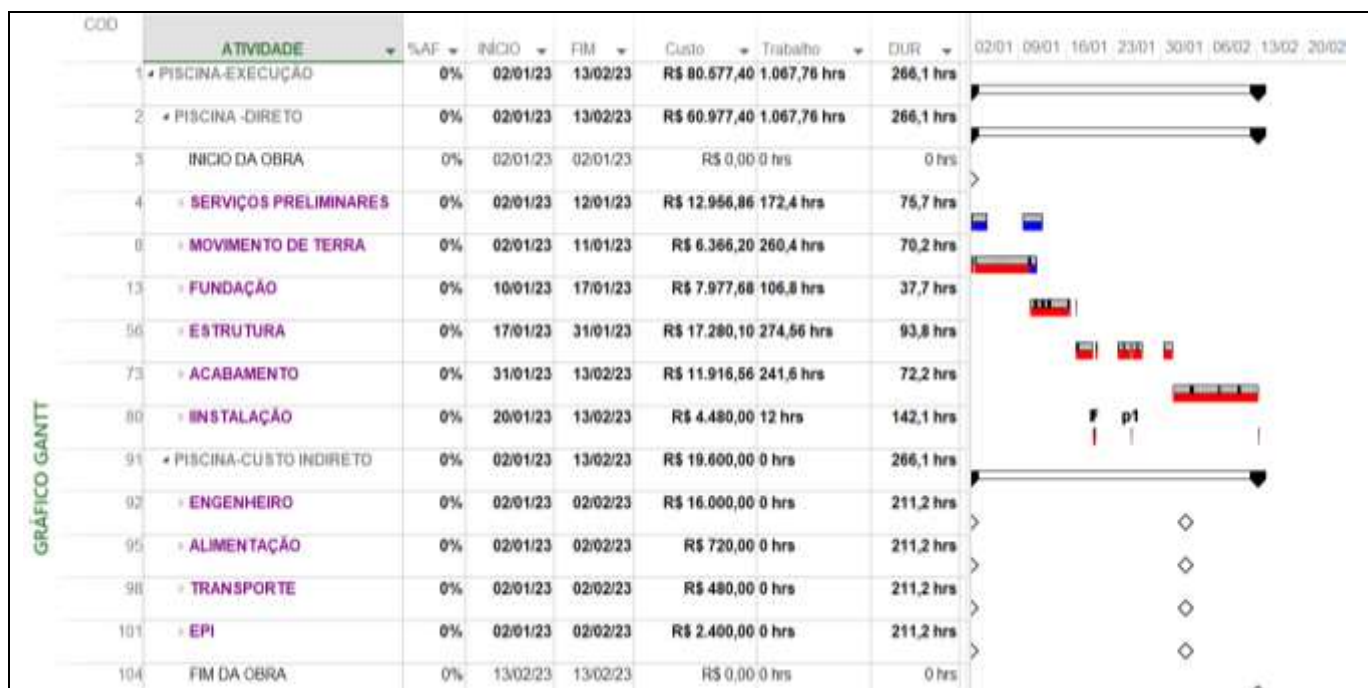 COD
ATIVIDADE %AF INÍCIO FIM Custo Trabalho DUR 02/01 09/01 16/01 23/01 30/01 06/02 13/02 20/02
1 PISCINA-EXECUÇÃO 0% 02/01/23 13/02/23 R$ 80.577,40 1.067,76 hrs 266,1 hrs
2 PISCINA -DIRETO 0% 02/01/23 13/02/23 R$ 60.977,40 1.067,76 hrs 266,1 hrs
3 INICIO DA OBRA 0% 02/01/23 02/01/23 R$ 0,00 0 hrs 0 hrs
4 SERVIÇOS PRELIMINARES 0% 02/01/23 12/01/23 R$ 12.956,86 172,4 hrs 75,7 hrs
8 MOVIMENTO DE TERRA 0% 02/01/23 11/01/23 R$ 6.366,20 260,4 hrs 70,2 hrs
13 FUNDAÇÃO 0% 10/01/23 17/01/23 R$ 7.977,68 106,8 hrs 37,7 hrs
56 ESTRUTURA 0% 17/01/23 31/01/23 R$ 17.280,10 274,56 hrs 93,8 hrs
73 ACABAMENTO 0% 31/01/23 13/02/23 R$ 11.916,56 241,6 hrs 72,2 hrs
80 IINSTALAÇÃO 0% 20/01/23 13/02/23 R$ 4.480,00 12 hrs 142,1 hrs F p1
91 PISCINA-CUSTO INDIRETO 0% 02/01/23 13/02/23 R$ 19.600,00 0 hrs 266,1 hrs
92 ENGENHEIRO 0% 02/01/23 02/02/23 R$ 16.000,00 0 hrs 211,2 hrs
95 ALIMENTAÇÃO 0% 02/01/23 02/02/23 R$ 720,00 0 hrs 211,2 hrs
98 TRANSPORTE 0% 02/01/23 02/02/23 R$ 480,00 0 hrs 211,2 hrs
101 EPI 0% 02/01/23 02/02/23 R$ 2.400,00 0 hrs 211,2 hrs
104 FIM DA OBRA 0% 13/02/23 13/02/23 R$ 0,00 0 hrs 0 hrs
GRÁFICO GANTT